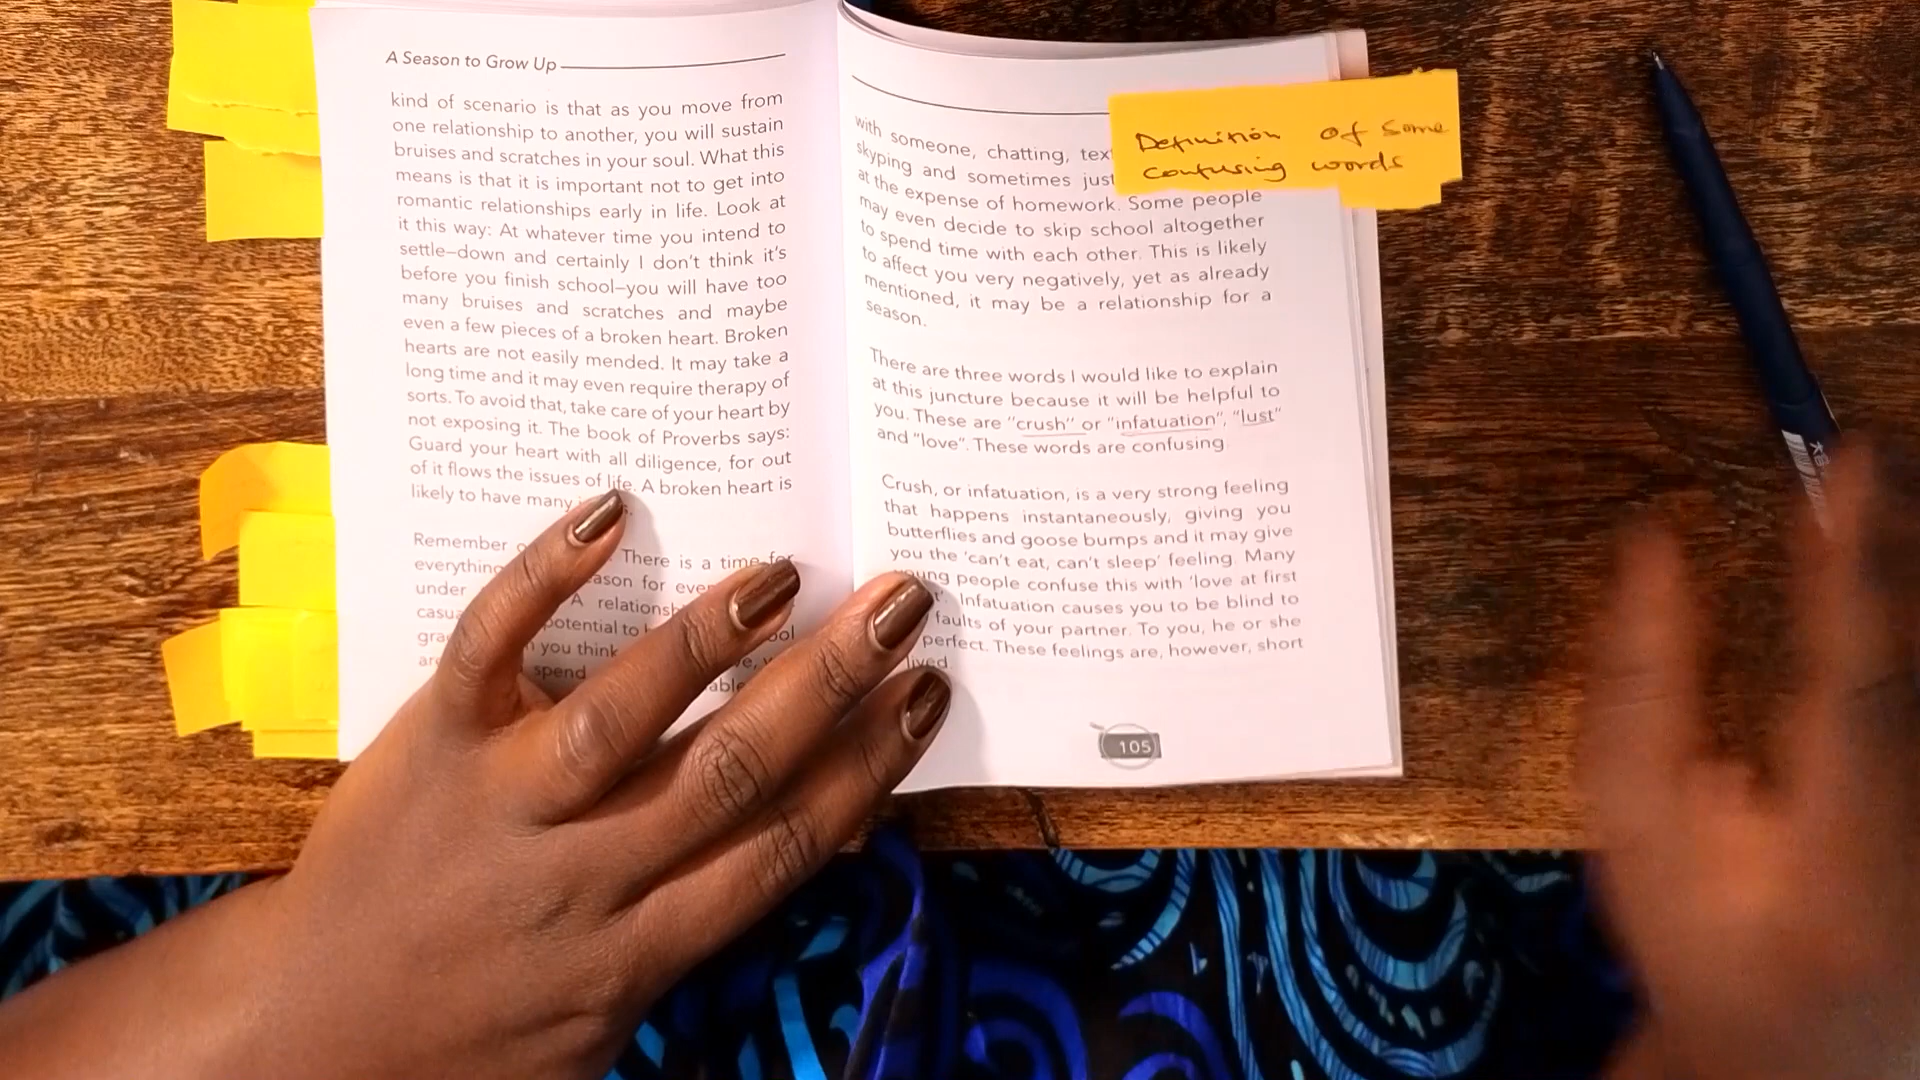 A Season to Grow Up
kind of scenario is that as you move from
one relationship to another, you will sustain
bruises and scratches in your soul. What this
means is that it is important not to get into
romantic relationships early in life. Look at
it this way: At whatever time you intend to
settle–down and certainly I don't think it's
before you finish school–you will have too
many bruises and scratches and maybe
even a few pieces of a broken heart. Broken
hearts are not easily mended. It may take a
long time and it may even require therapy of
sorts. To avoid that, take care of your heart by
not exposing it. The book of Proverbs says:
Guard your heart with all diligence, for out
of it flows the issues of life. A broken heart is
likely to have many
Remember There is a time for
everything
under A
potential to
you think
spend
Definition of some
confusing words
with someone, chatting,
skyping and sometimes just
at the expense of homework. Some people
may even decide to skip school altogether
to spend time with each other. This is likely
to affect you very negatively, yet as already
mentioned, it may be a relationship for a
season.
There are three words I would like to explain
at this juncture because it will be helpful to
you. These are "crush" or "infatuation", "lust"
and "love". These words are confusing
Crush, or infatuation, is a very strong feeling
that happens instantaneously, giving you
butterflies and goose bumps and it may give
you the 'can't eat, can't sleep' feeling. Many
people confuse this with 'love at first
Infatuation causes you to be blind to
faults of your partner. To you, he or she
perfect. These feelings are, however, short
lived.
105